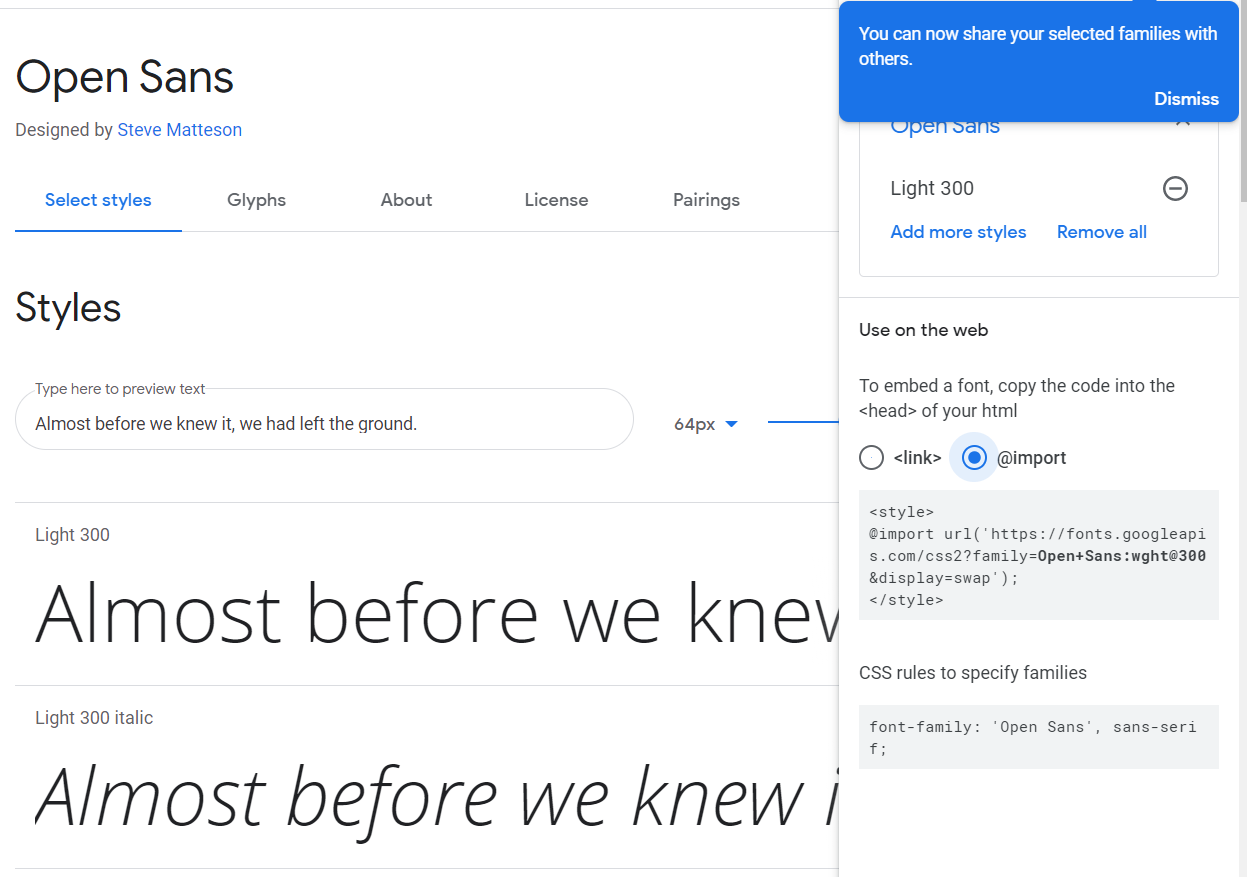 Open Sans
Designed by Steve Matteson
Select styles
Glyphs
About
License
Pairings
Styles
Type here to preview text
Almost before we knew it, we had left the ground.
64px
Light 300
Almost before we knew
Light 300 italic
Almost before we knew i
You can now share your selected families with
others.
Dismiss
Open Sans
Light 300
Add more styles
Remove all
Use on the web
To embed a font, copy the code into the
<head> of your html
<link>
@import
<style>
@import url('https://fonts.googleapi
s.com/css2?family=Open+Sans:wght@300
&display=swap');
</style>
CSS rules to specify families
font-family: 'Open Sans', sans-seri
f;